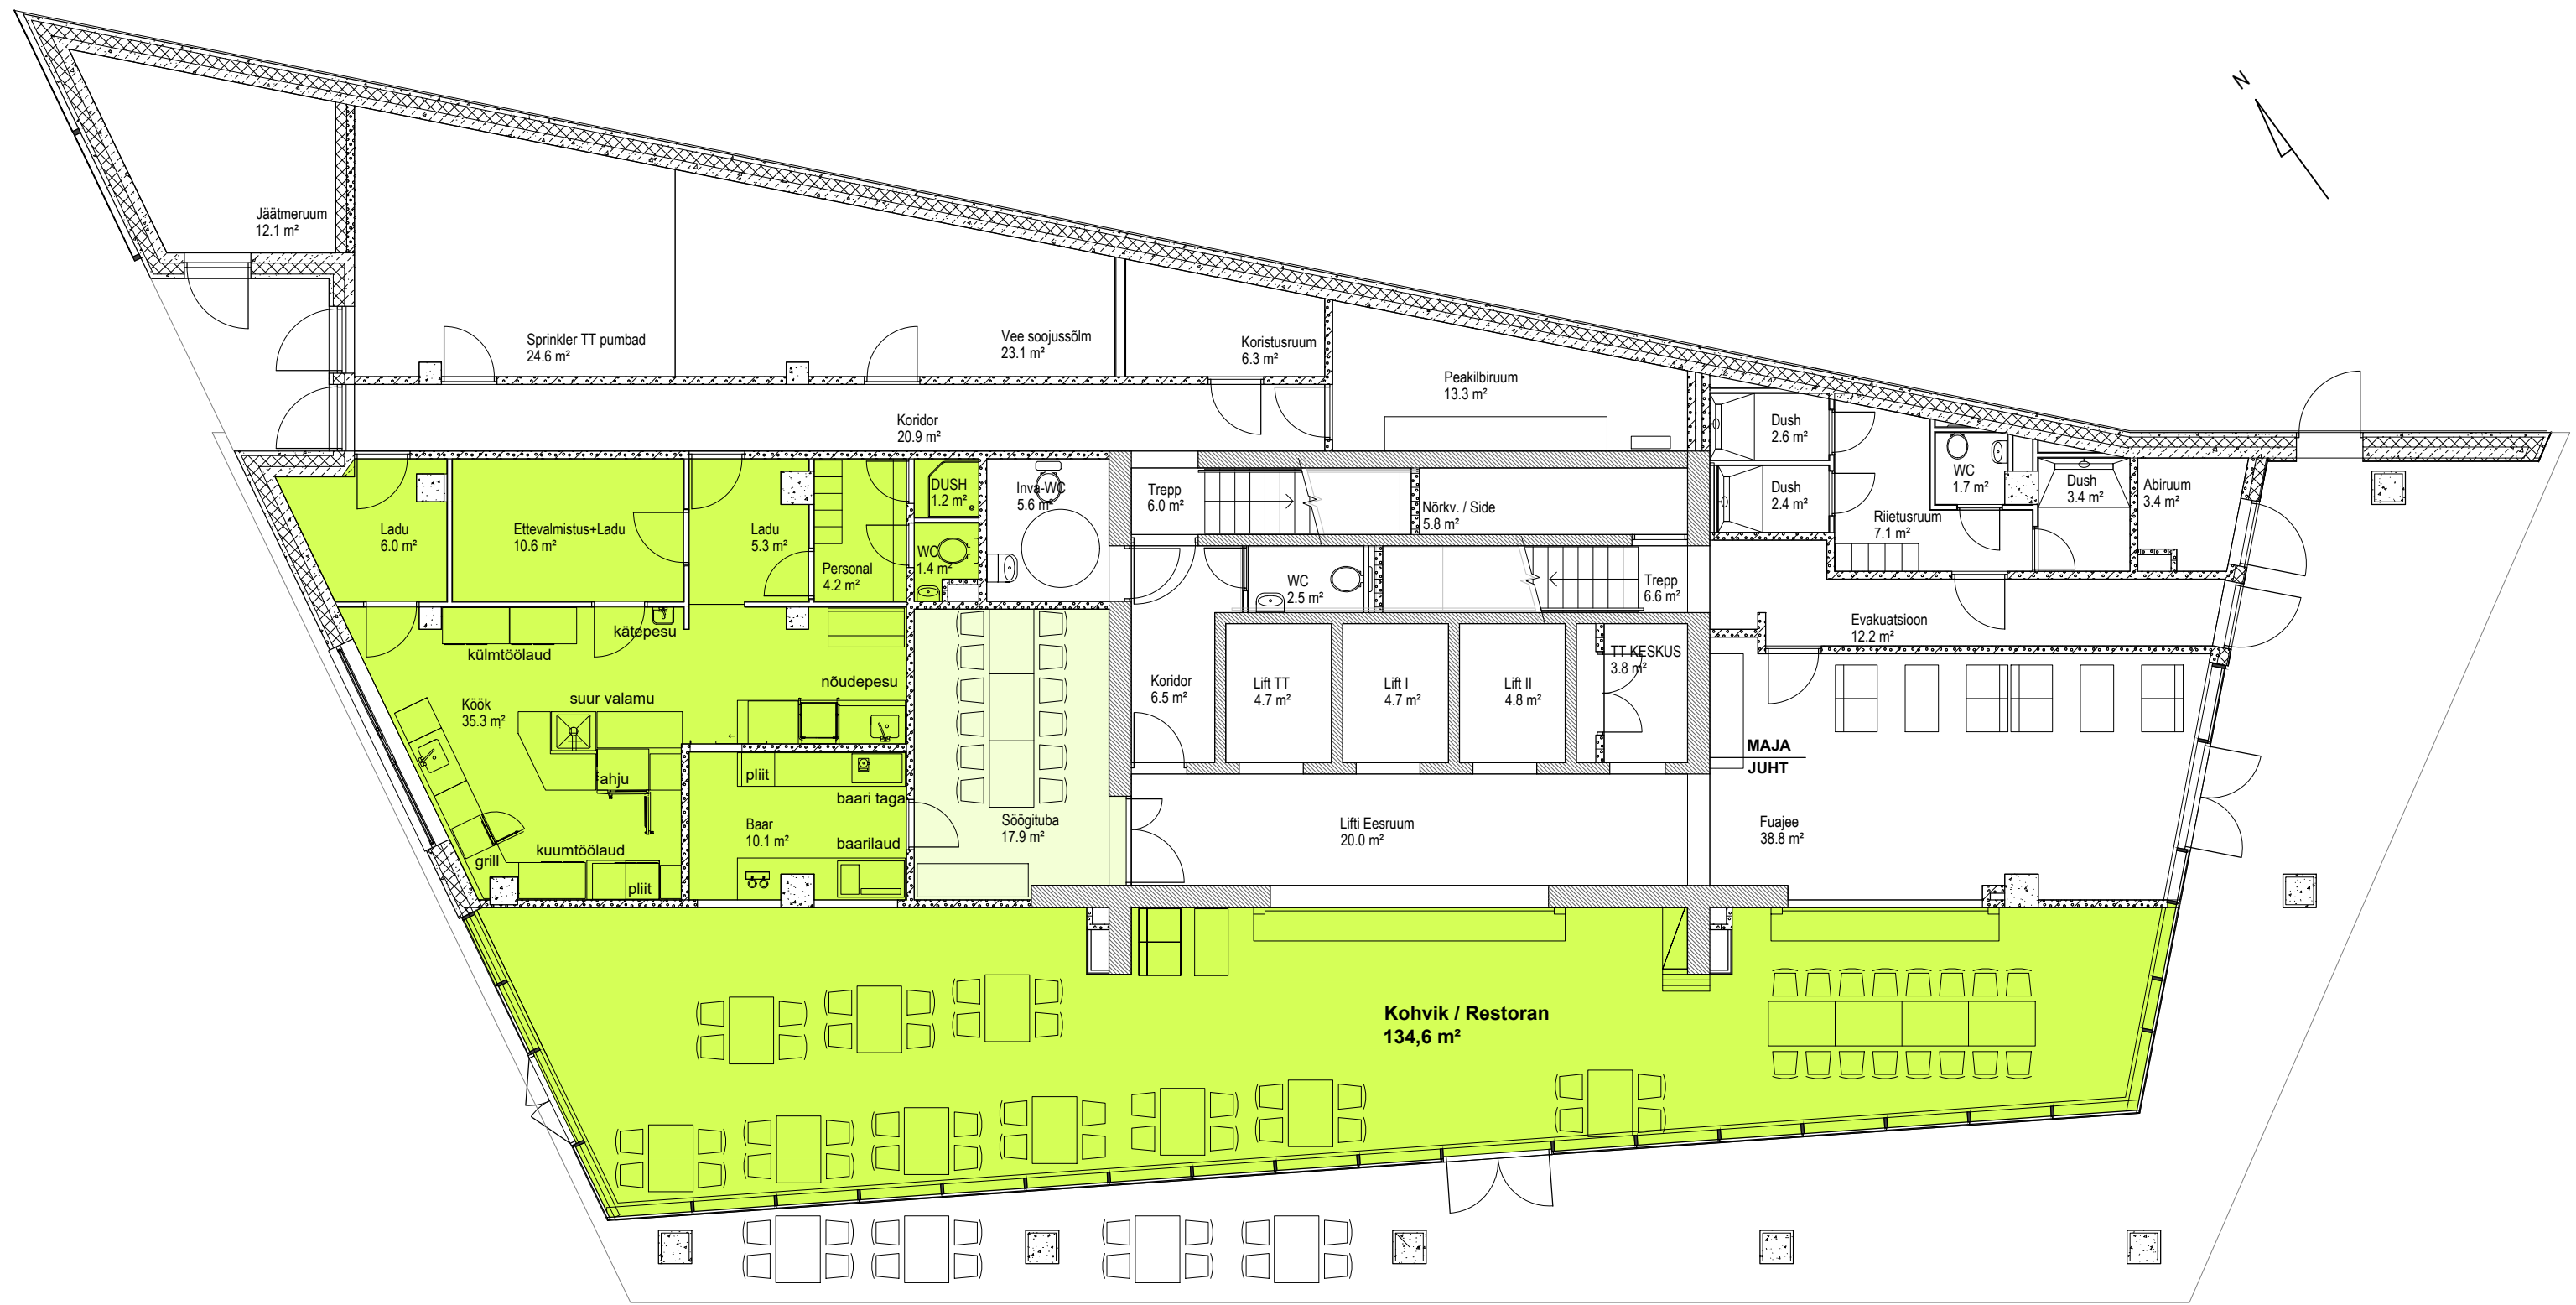 N
Jäätmeruum
12.1 m²
Sprinkler TT pumbad
24.6 m²
Vee soojussõlm
23.1 m²
Koristusruum
6.3 m²
Peakilbiruum
13.3 m²
Koridor
20.9 m²
Dush
2.6 m²
Dush
2.4 m²
WC
1.7 m²
Dush
3.4 m²
Abiruum
3.4 m²
Riietusruum
7.1 m²
Ladu
6.0 m²
Ettevalmistus+Ladu
10.6 m²
Ladu
5.3 m²
Personal
4.2 m²
DUSH
1.2 m²
WC
1.4 m²
Inva-WC
5.6 m²
Trepp
6.0 m²
Nõrkv. / Side
5.8 m²
WC
2.5 m²
Trepp
6.6 m²
Evakuatsioon
12.2 m²
kätepesu
külmtöölaud
nõudepesu
suur valamu
Köök
35.3 m²
ahju
grill
kuumtöölaud
pliit
pliit
baari taga
Baar
10.1 m²
baarilaud
Söögituba
17.9 m²
Koridor
6.5 m²
Lift TT
4.7 m²
Lift I
4.7 m²
Lift II
4.8 m²
TT KESKUS
3.8 m²
MAJA
JUHT
Lifti Eesruum
20.0 m²
Fuajee
38.8 m²
Kohvik / Restoran
134,6 m²